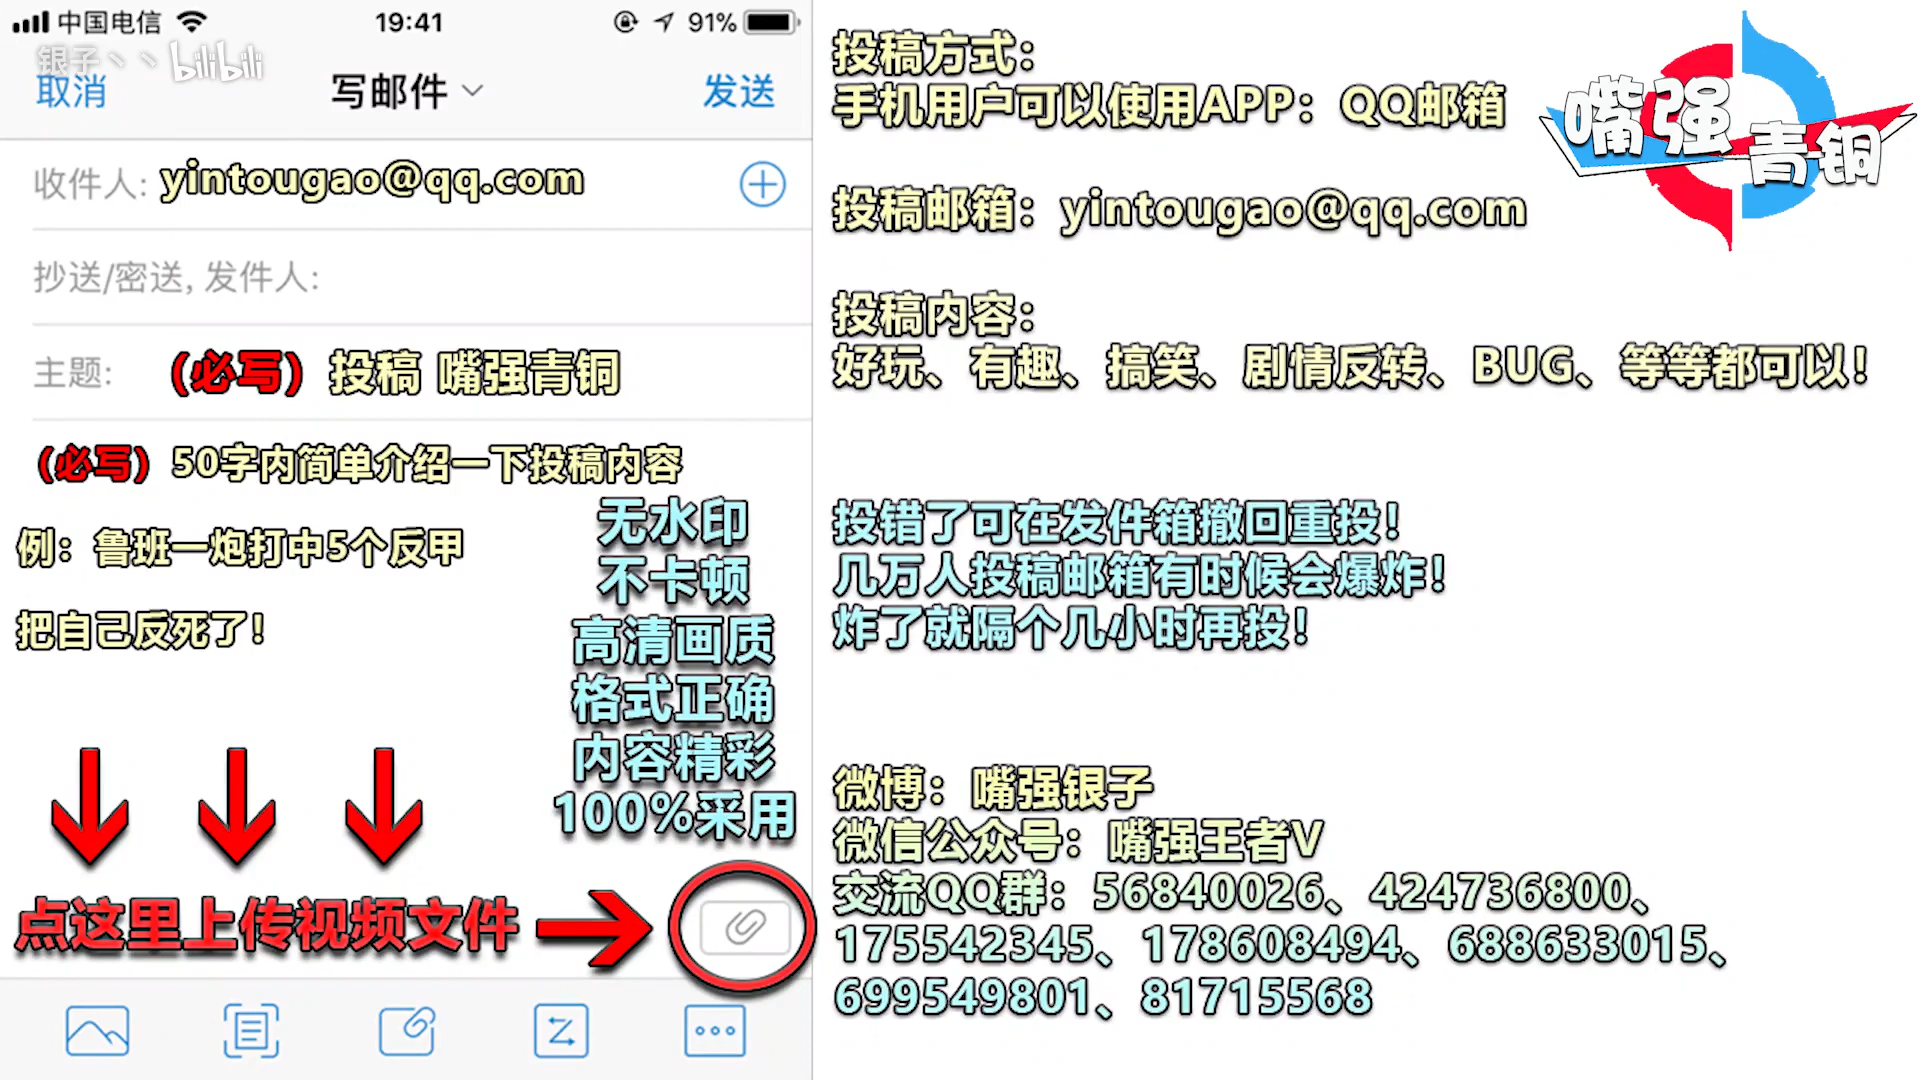 中国电信
19:41
91%
银子丶丶 bilibili
取消
写邮件
发送
收件人: yintougao@qq.com
抄送/密送, 发件人:
主题: （必写）投稿 嘴强青铜
（必写）50字内简单介绍一下投稿内容
例：鲁班一炮打中5个反甲
把自己反死了！
无水印
不卡顿
高清画质
格式正确
内容精彩
100%采用
点这里上传视频文件
投稿方式：
手机用户可以使用APP：QQ邮箱
投稿邮箱：yintougao@qq.com
投稿内容：
好玩、有趣、搞笑、剧情反转、BUG、等等都可以！
投错了可在发件箱撤回重投！
几万人投稿邮箱有时候会爆炸！
炸了就隔个几小时再投！
微博：嘴强银子
微信公众号：嘴强王者V
交流QQ群：56840026、424736800、
175542345、178608494、688633015、
699549801、81715568
嘴强青铜